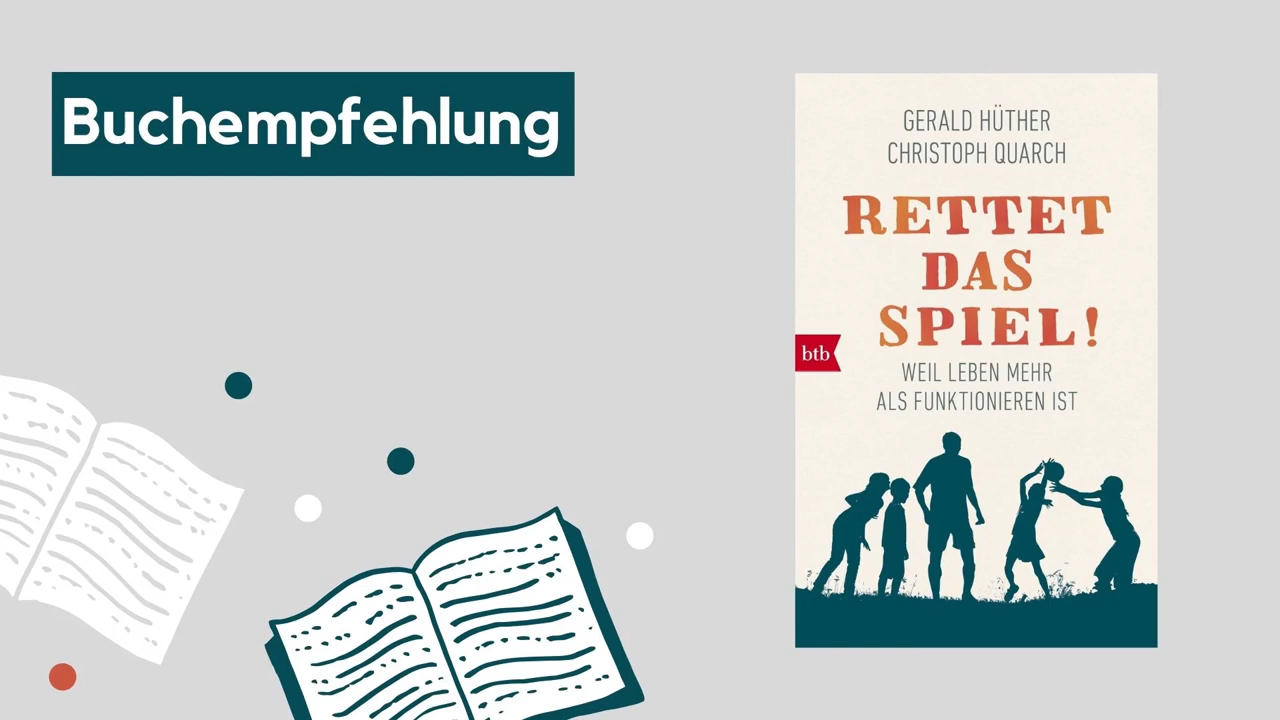 Buchempfehlung
GERALD HÜTHER
CHRISTOPH QUARCH
RETTET
DAS
SPIEL!
btb
WEIL LEBEN MEHR
ALS FUNKTIONIEREN IST